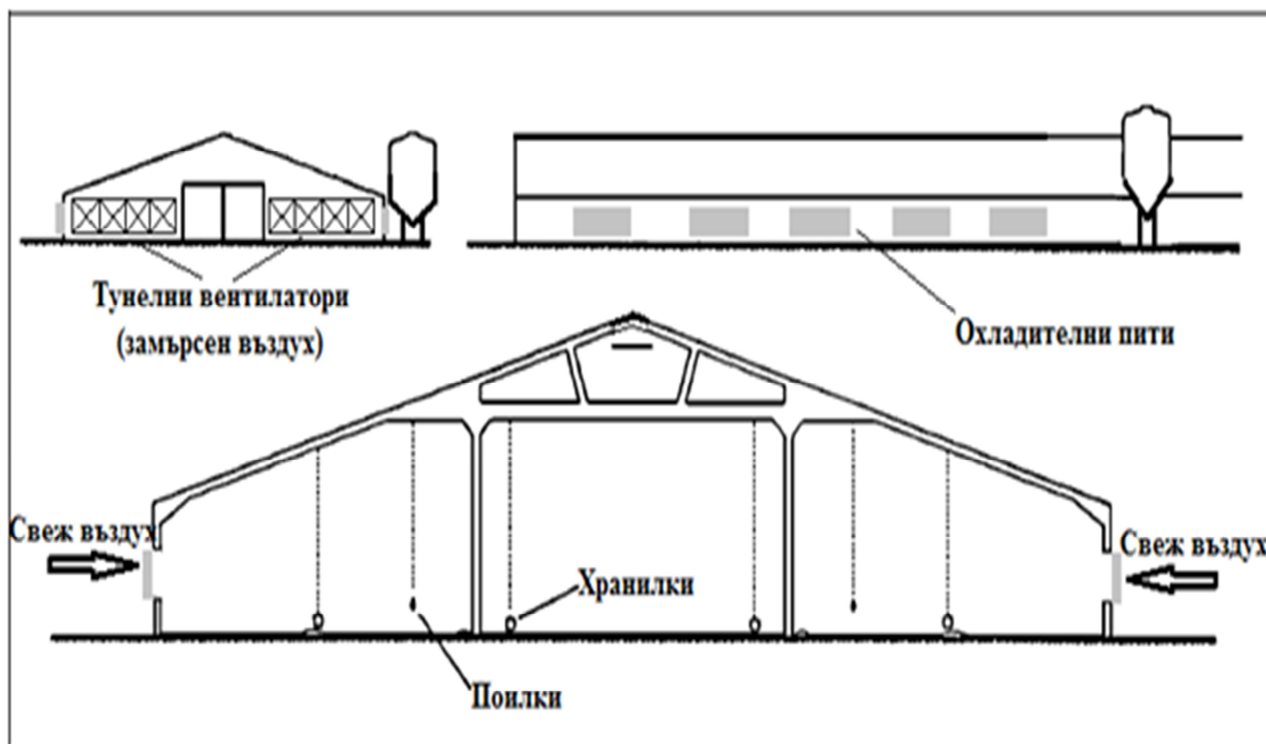 Тунелни вентилатори
(замърсен въздух)
Охладителни пити
Свеж въздух
Свеж въздух
Хранилки
Поилки